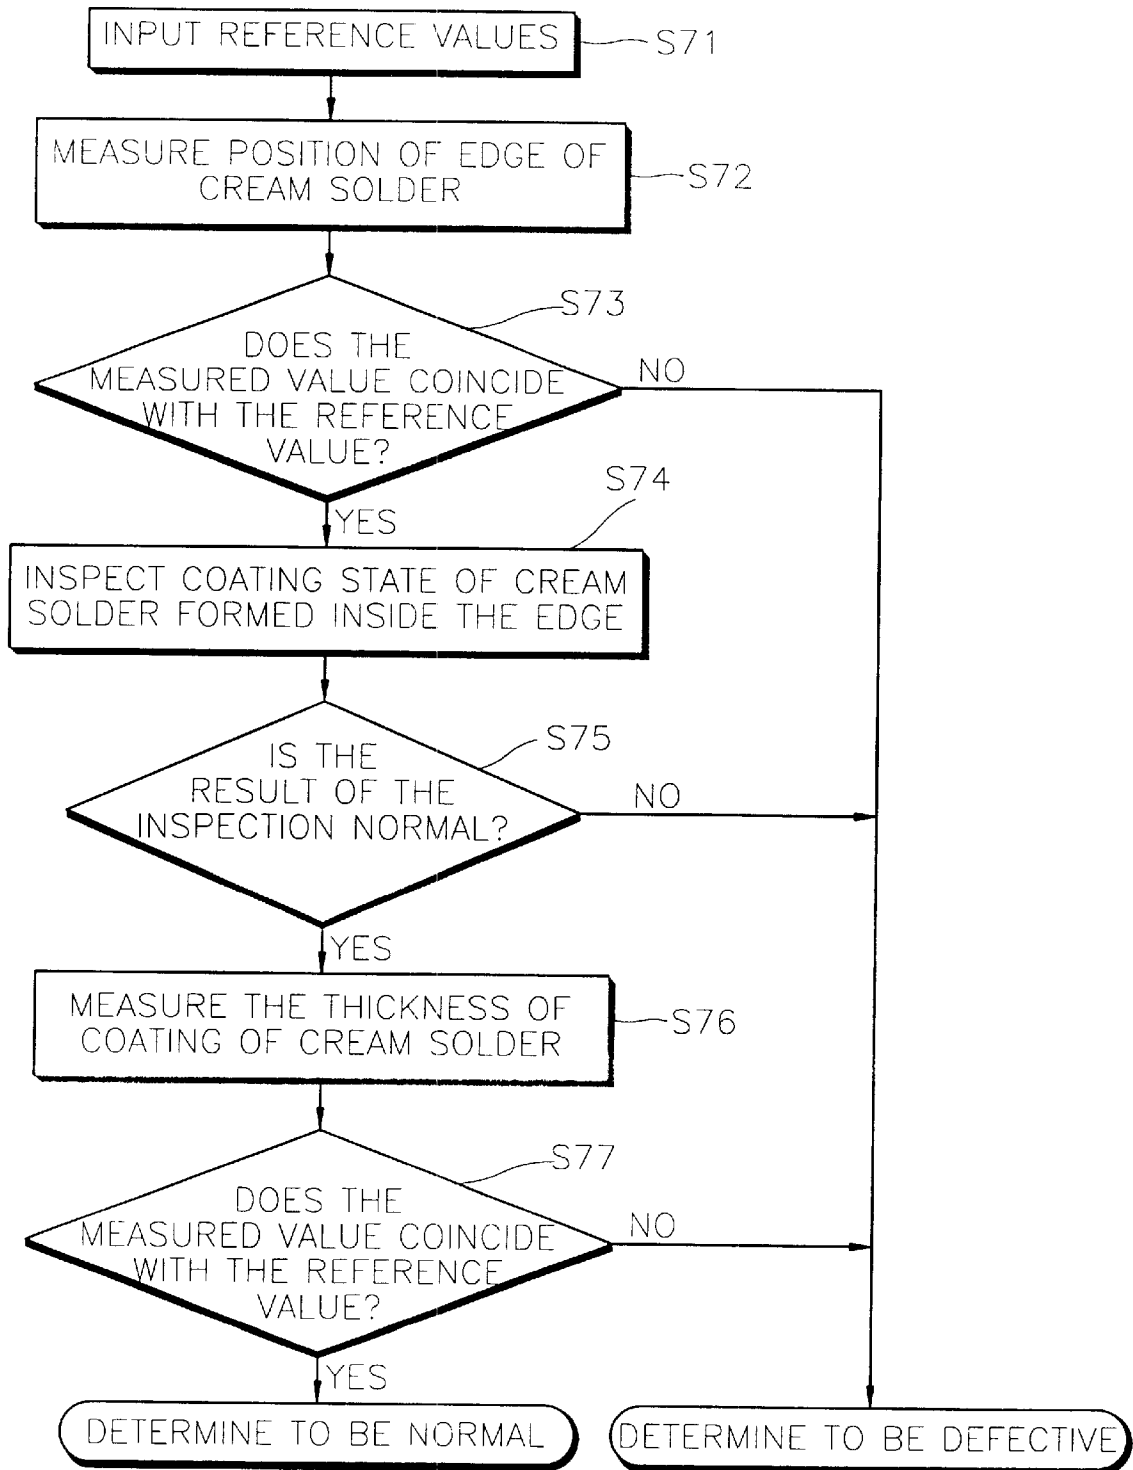 INPUT REFERENCE VALUES
S71
MEASURE POSITION OF EDGE OF
CREAM SOLDER
S72
S73
DOES THE
MEASURED VALUE COINCIDE
WITH THE REFERENCE
VALUE?
NO
YES
S74
INSPECT COATING STATE OF CREAM
SOLDER FORMED INSIDE THE EDGE
S75
IS THE
RESULT OF THE
INSPECTION NORMAL?
NO
YES
MEASURE THE THICKNESS OF
COATING OF CREAM SOLDER
S76
S77
DOES THE
MEASURED VALUE COINCIDE
WITH THE REFERENCE
VALUE?
NO
YES
DETERMINE TO BE NORMAL
DETERMINE TO BE DEFECTIVE